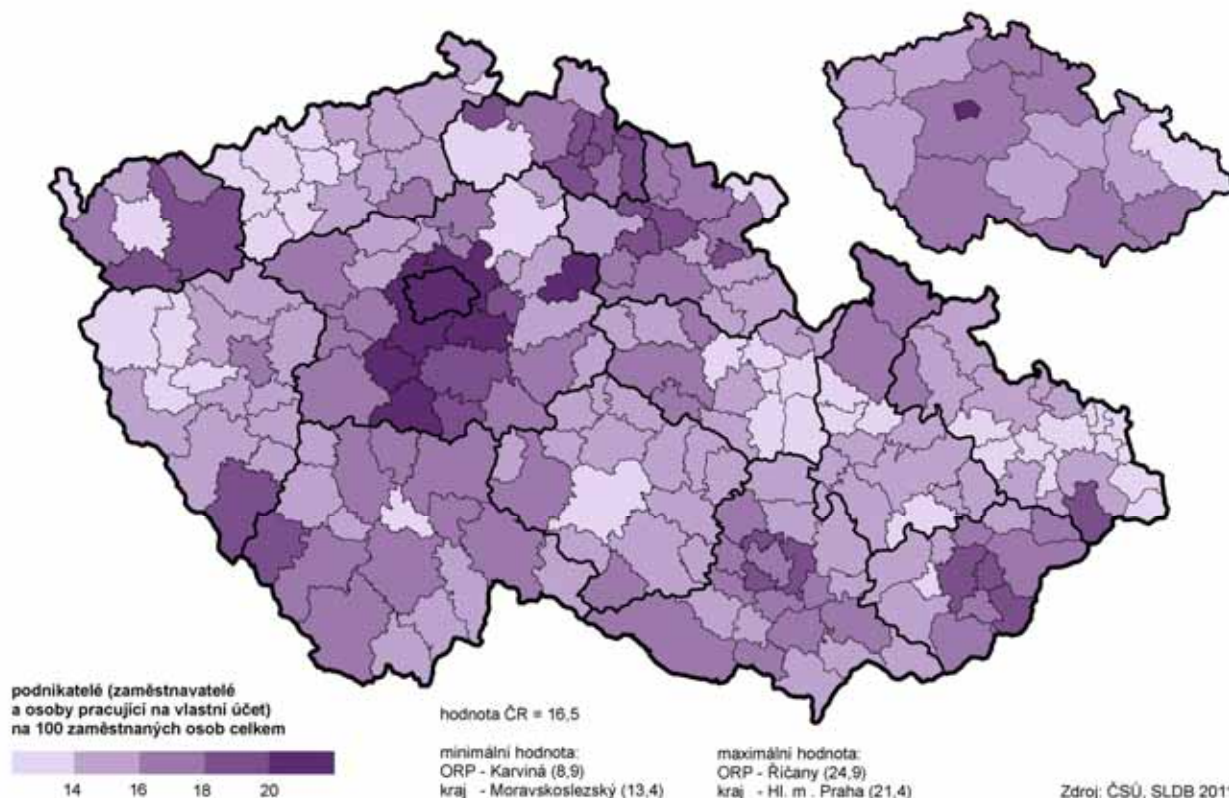 podnikatelé (zaměstnavatelé
a osoby pracující na vlastní účet)
na 100 zaměstnaných osob celkem
14 16 18 20
hodnota ČR = 16,5
minimální hodnota:
ORP - Karviná (8,9)
kraj - Moravskoslezský (13,4)
maximální hodnota:
ORP - Říčany (24,9)
kraj - Hl. m . Praha (21,4)
Zdroj: ČSÚ, SLDB 201